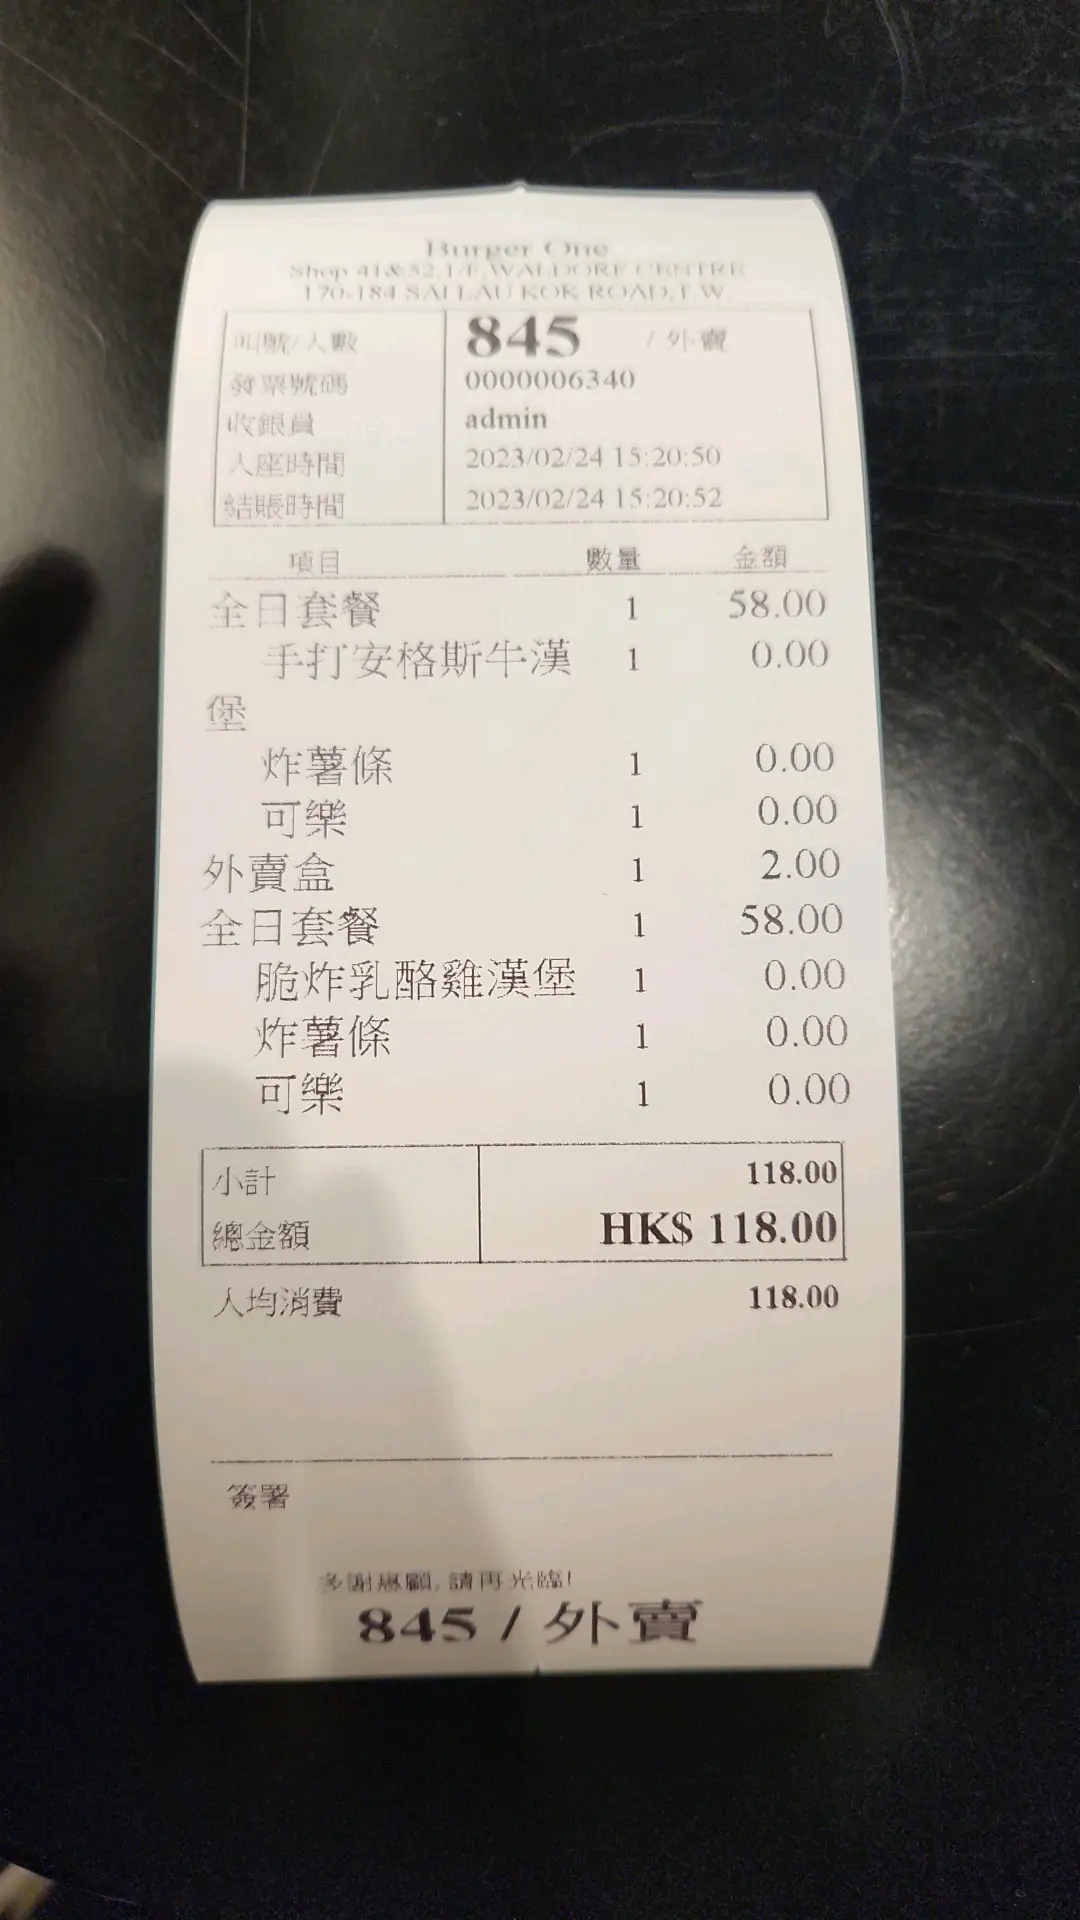 Burger One
Shop 41&52,1/F,WALDORF CENTRE
170-184 SAI LAU KOK ROAD,T.W
叫號/人數 845 /外賣
發票號碼 0000006340
收銀員 admin
入座時間 2023/02/24 15:20:50
結賬時間 2023/02/24 15:20:52
項目 數量 金額
全日套餐 1 58.00
手打安格斯牛漢 1 0.00
堡
炸薯條 1 0.00
可樂 1 0.00
外賣盒 1 2.00
全日套餐 1 58.00
脆炸乳酪雞漢堡 1 0.00
炸薯條 1 0.00
可樂 1 0.00
小計 118.00
總金額 HK$ 118.00
人均消費 118.00
簽署
多謝惠顧, 請再光臨!
845 / 外賣